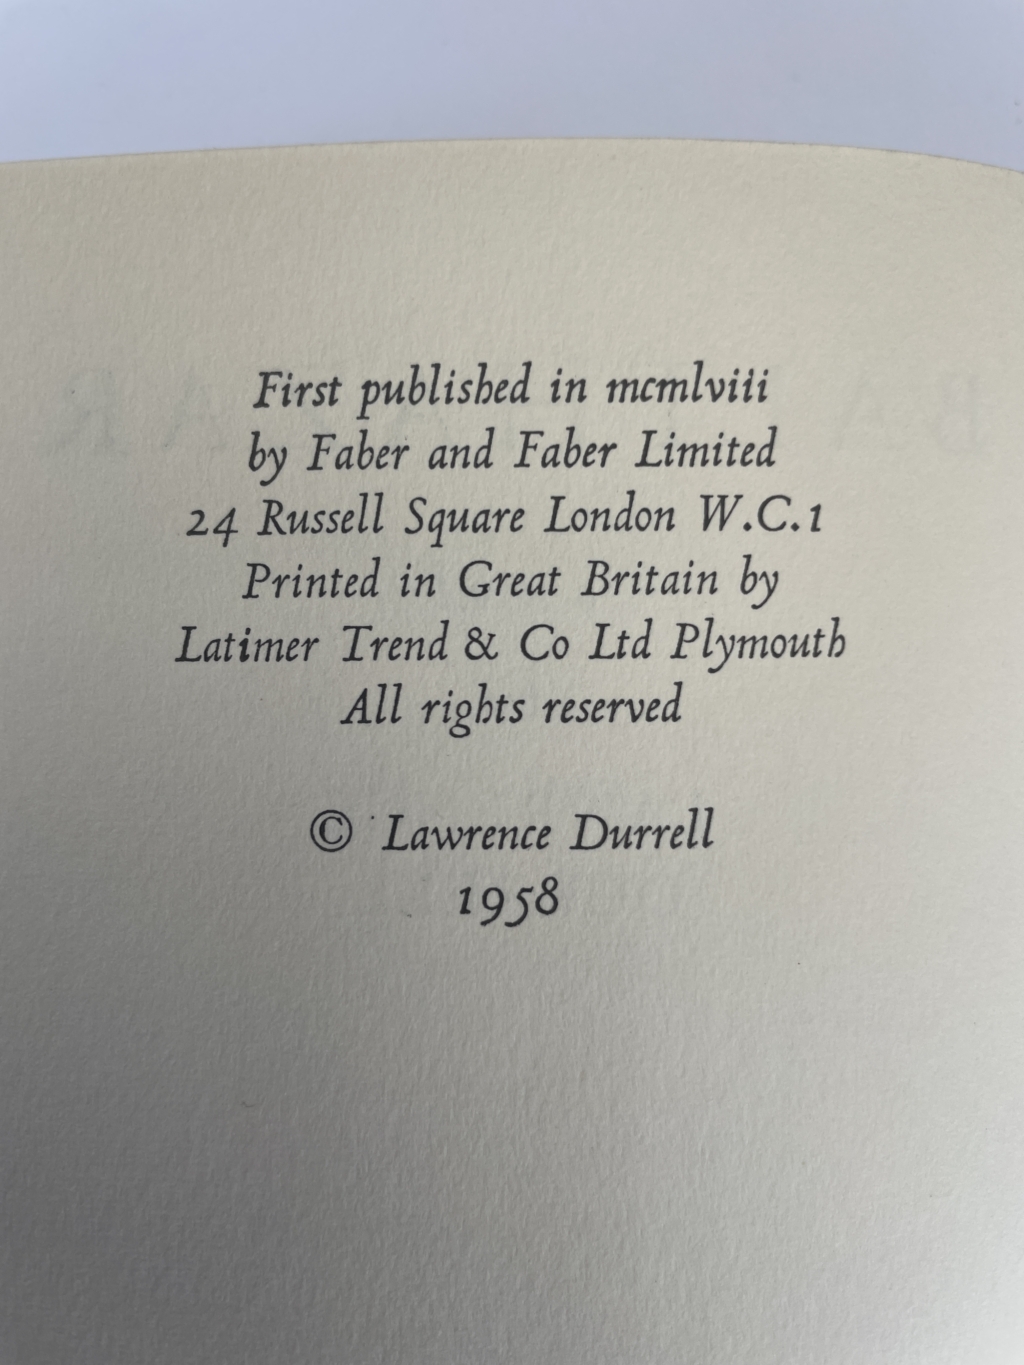 First published in mcmlviii
by Faber and Faber Limited
24 Russell Square London W.C.1
Printed in Great Britain by
Latimer Trend & Co Ltd Plymouth
All rights reserved
© Lawrence Durrell
1958